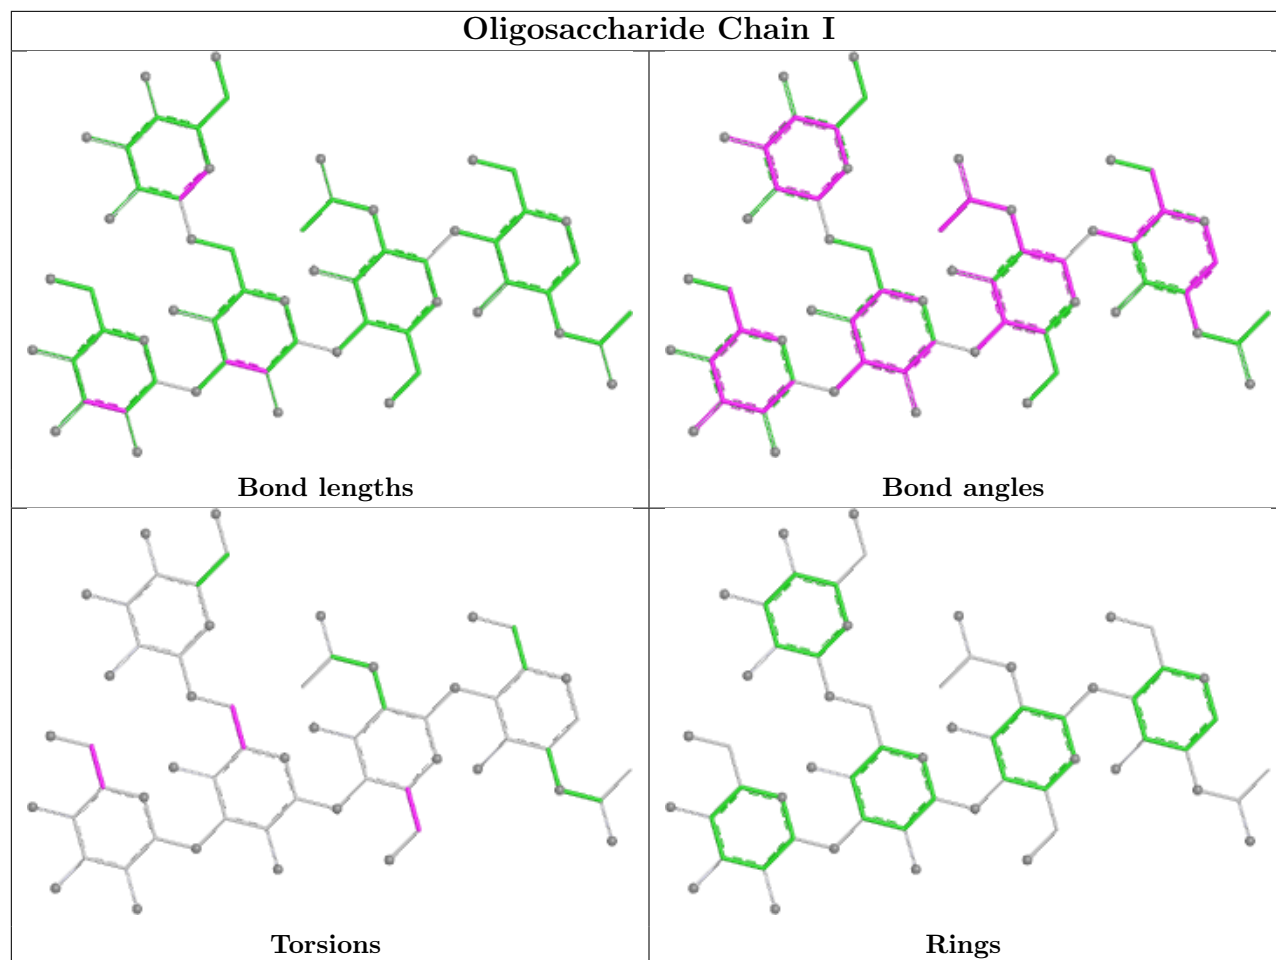 Oligosaccharide Chain I
Bond lengths
Bond angles
Torsions
Rings